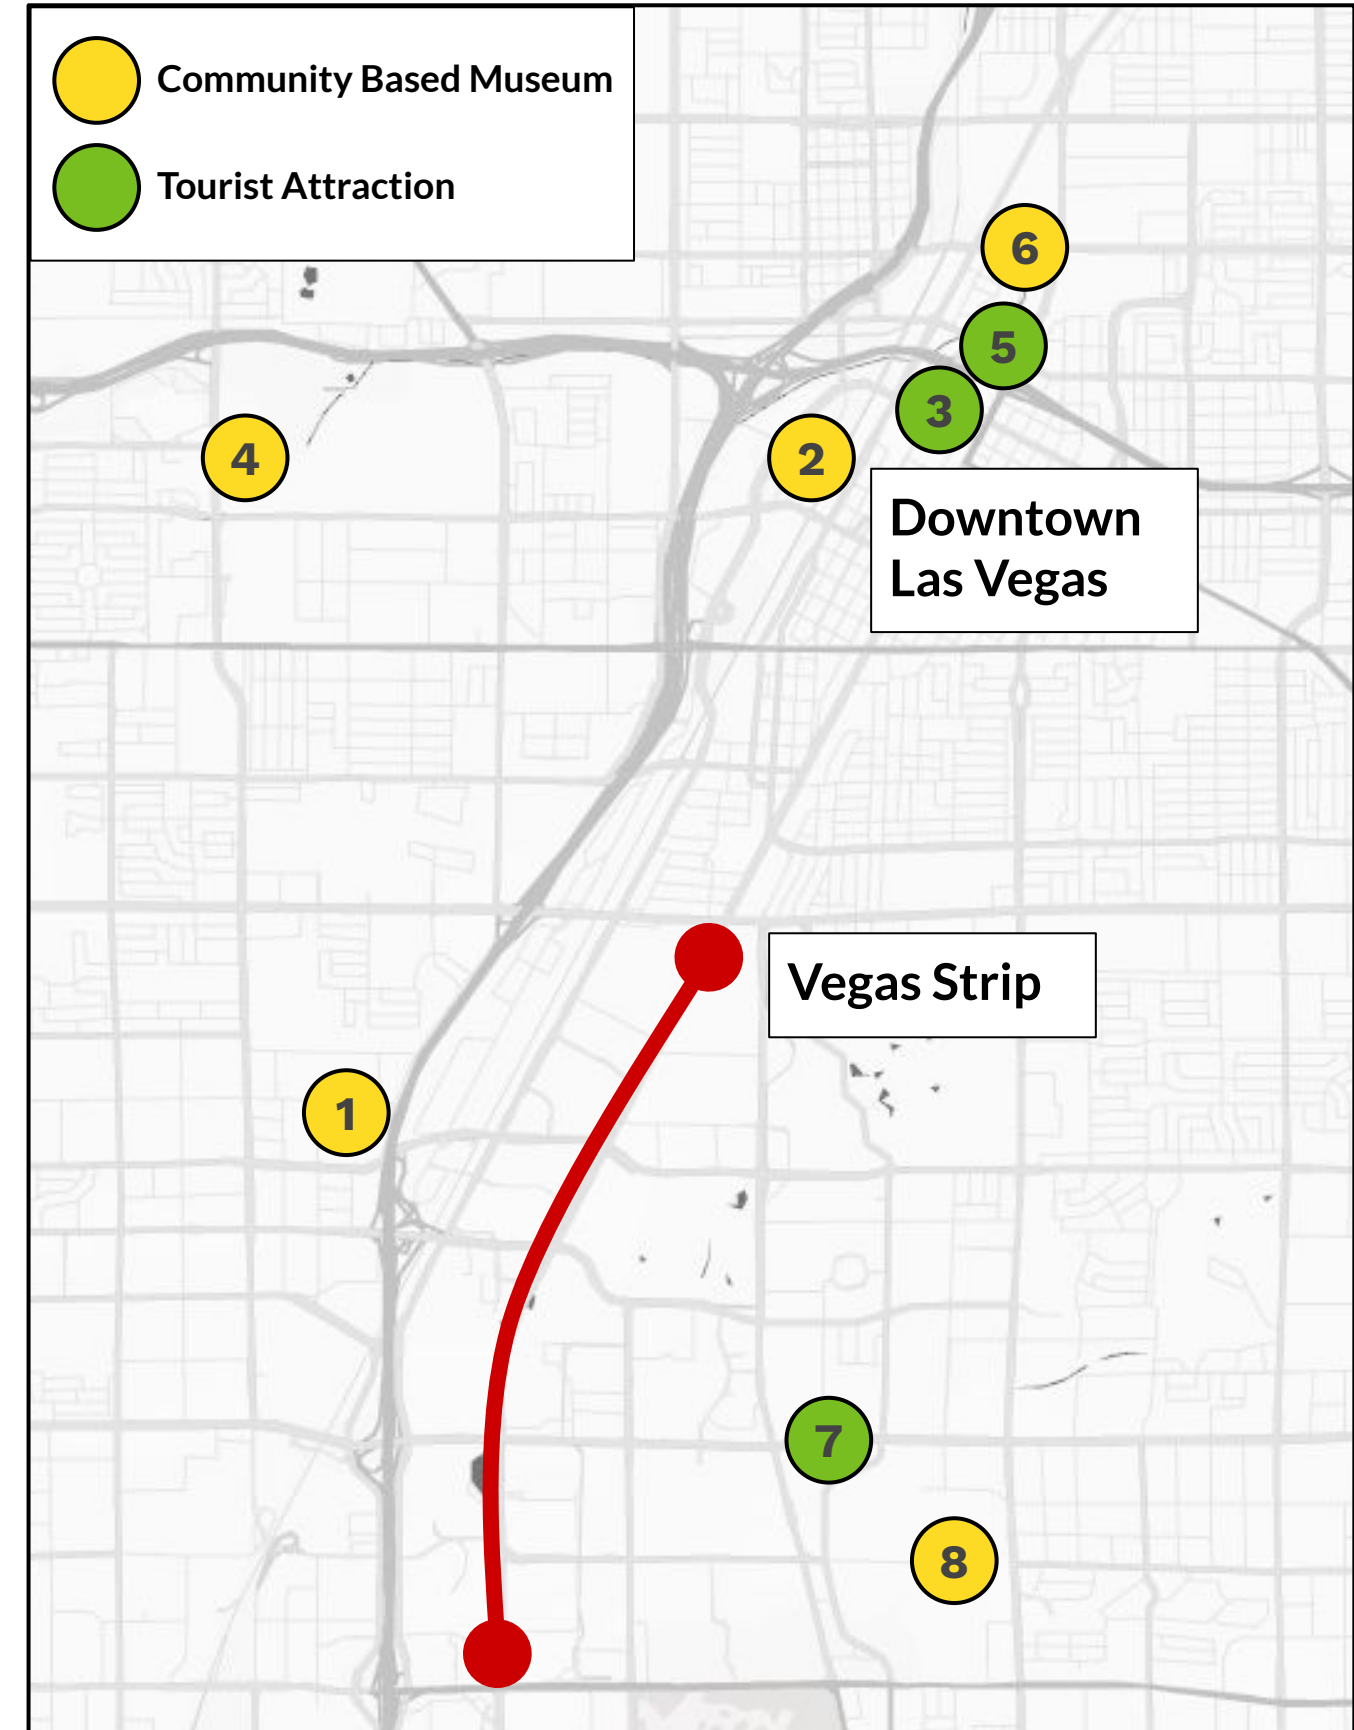 Community Based Museum
Tourist Attraction
6
5
3
4
2
Downtown
Las Vegas
Vegas Strip
1
7
8